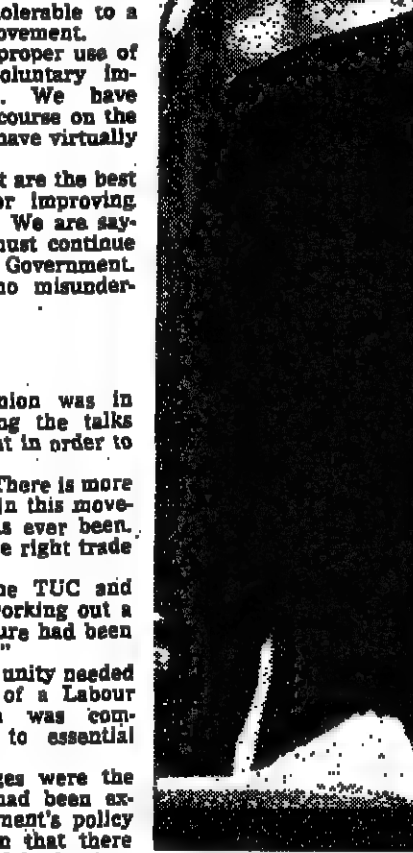 olerable to a
ovement.
proper use of
oluntary im-
. We have
course on the
have virtually
t are the best
or improving
We are say-
nust continue
Government.
no misunder-
nion was in
ng the talks
t in order to
There is more
in this move-
as ever been.
e right trade
he TUC and
working out a
ure had been
"
unity needed
of a Labour
n was com-
to essential
ges were the
had been ex-
ment's policy
n that there